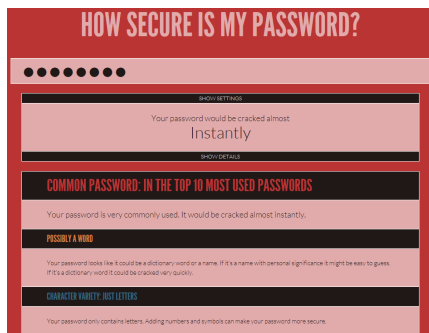 HOW SECURE IS MY PASSWORD?
SHOW SETTINGS
Your password would be cracked almost
Instantly
SHOW DETAILS
COMMON PASSWORD: IN THE TOP 10 MOST USED PASSWORDS
Your password is very commonly used. It would be cracked almost instantly.
POSSIBLY A WORD
Your password looks like it could be a dictionary word or a name. If it's a name with personal significance it might be easy to guess.
If it's a dictionary word it could be cracked very quickly.
CHARACTER VARIETY: JUST LETTERS
Your password only contains letters. Adding numbers and symbols can make your password more secure.